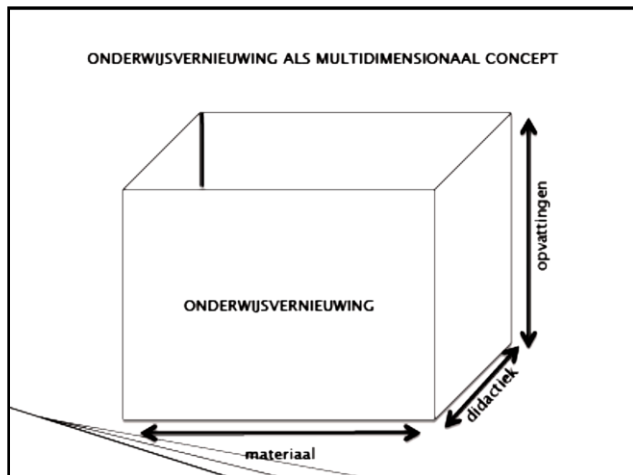 ONDERWIJSVERNIEUWING ALS MULTIDIMENSIONAAL CONCEPT
opvattingen
ONDERWIJSVERNIEUWING
didactiek
materiaal